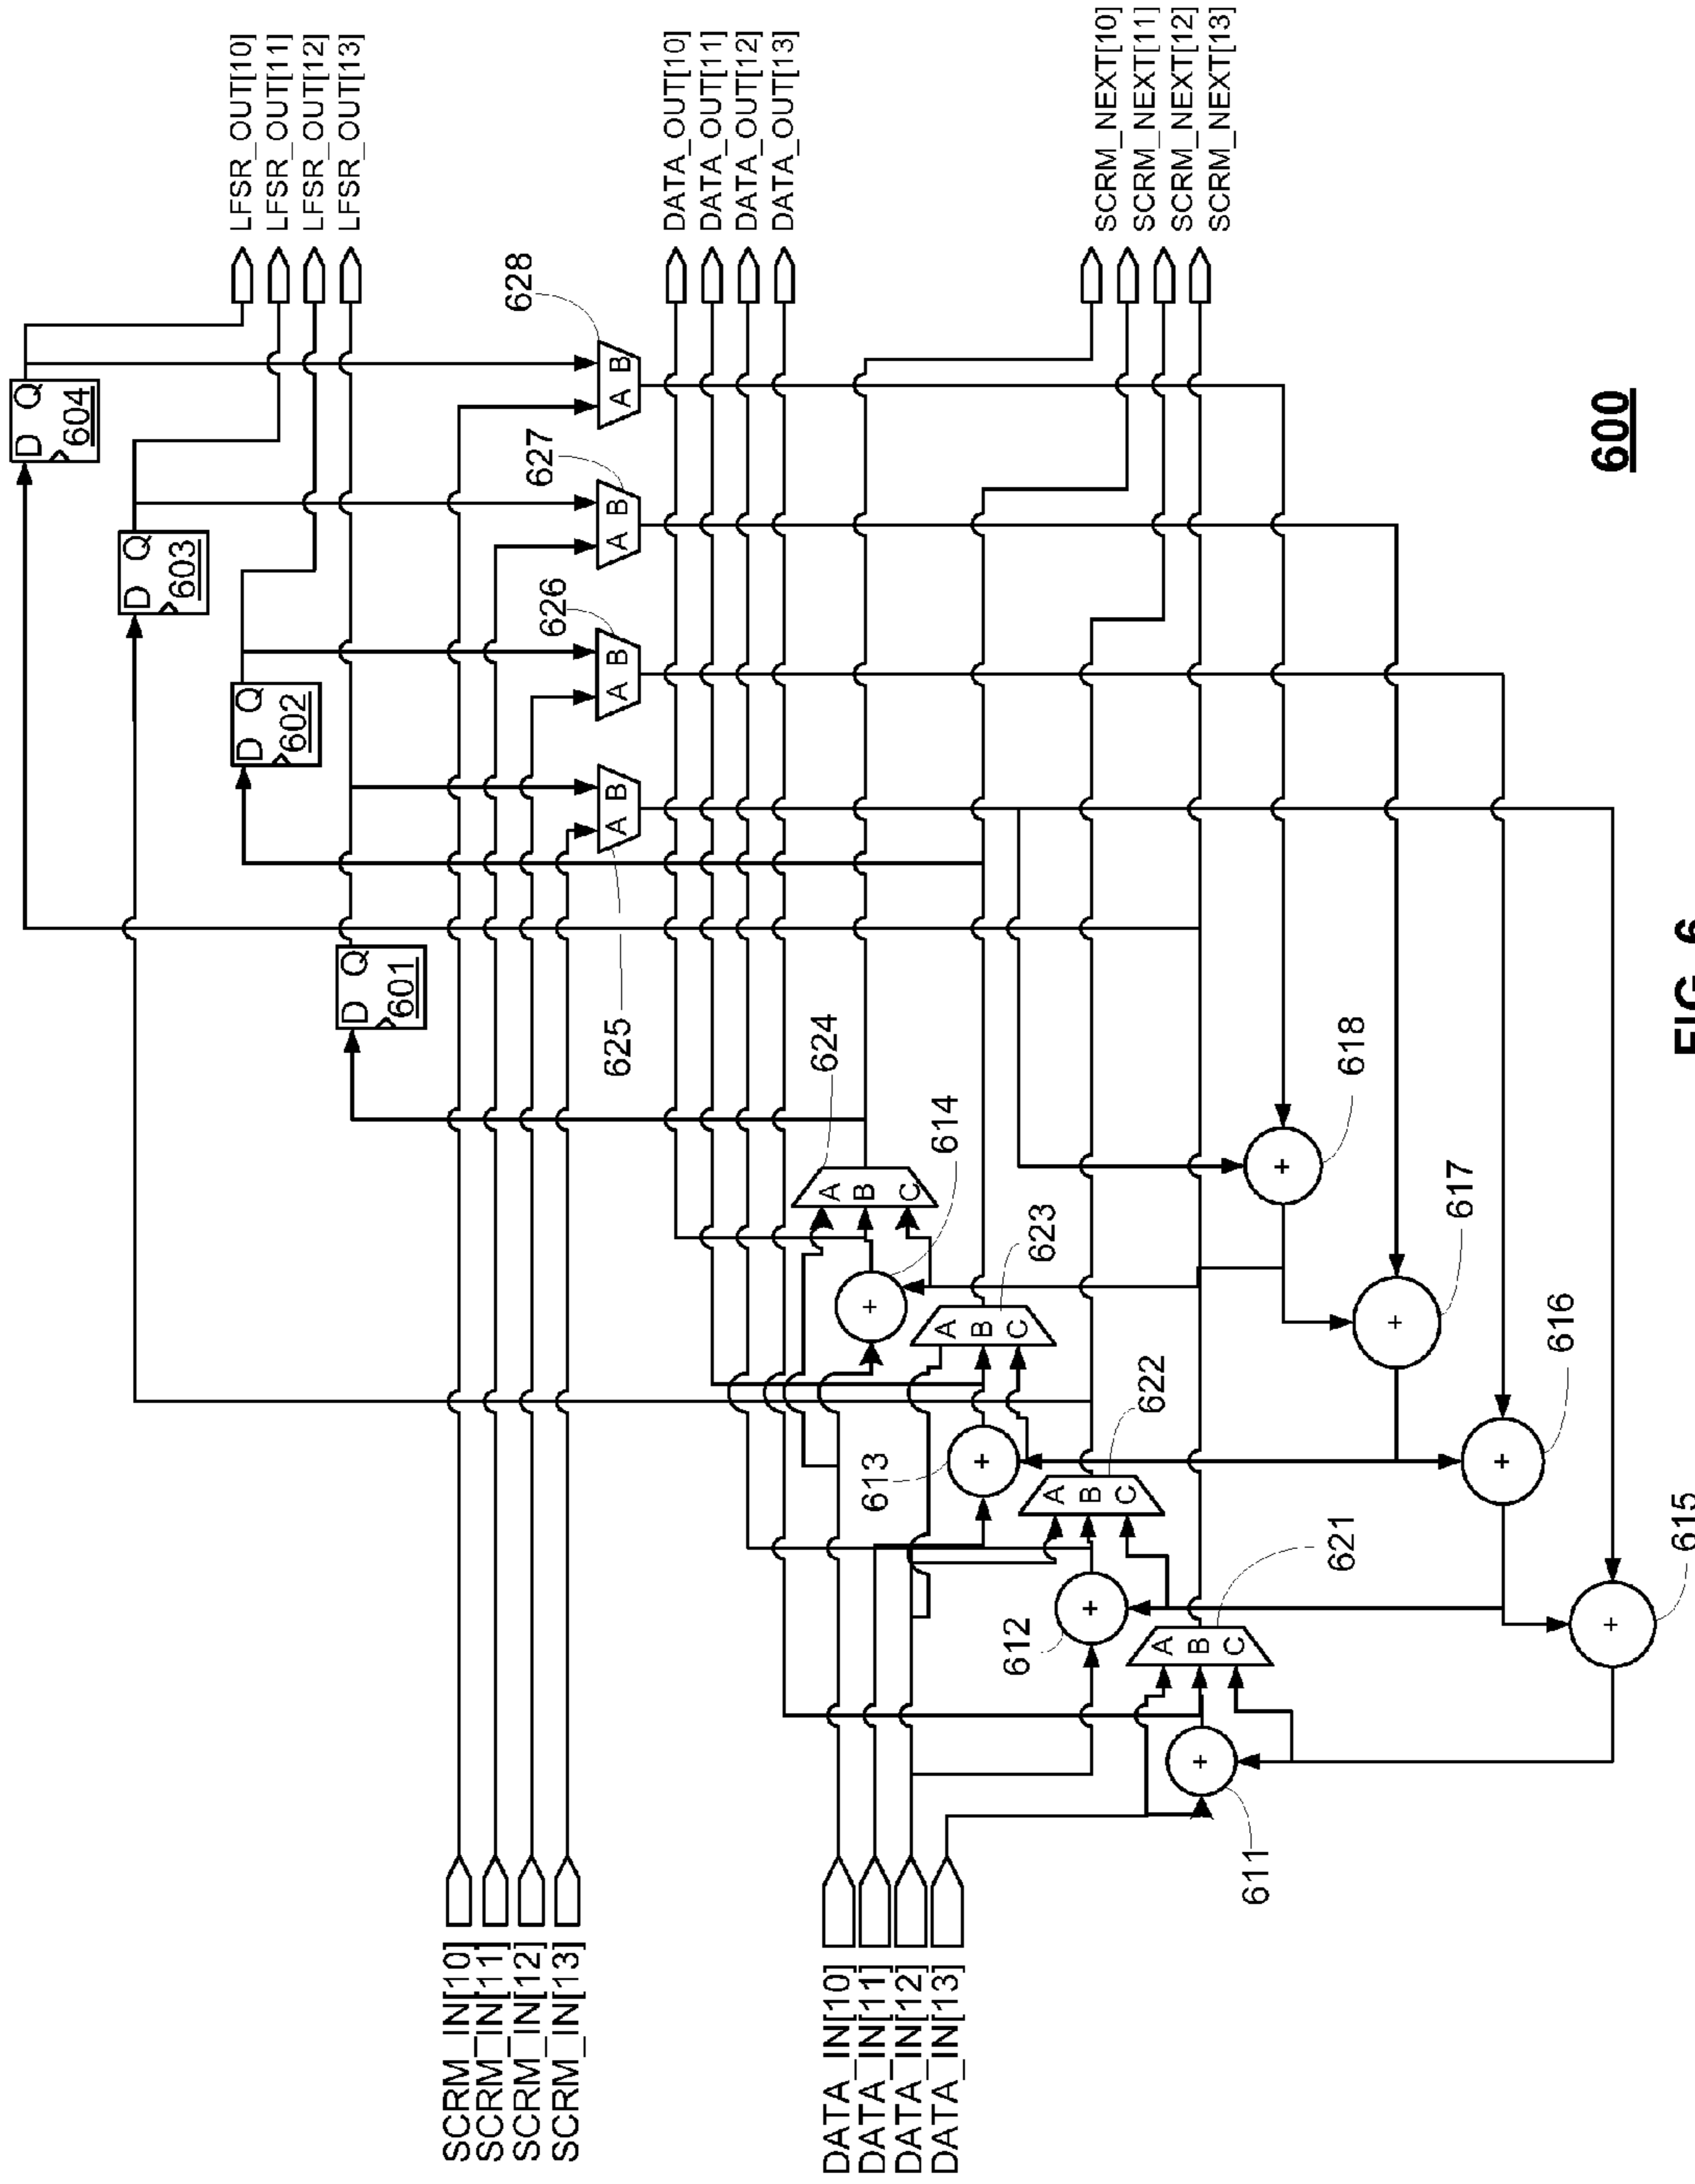 D Q
604
LFSR_OUT[10]
LFSR_OUT[11]
LFSR_OUT[12]
LFSR_OUT[13]
D Q
603
D Q
602
D Q
601
628
A B
627
A B
626
A B
625
A B
DATA_OUT[10]
DATA_OUT[11]
DATA_OUT[12]
DATA_OUT[13]
SCRM_NEXT[10]
SCRM_NEXT[11]
SCRM_NEXT[12]
SCRM_NEXT[13]
SCRM_IN[10]
SCRM_IN[11]
SCRM_IN[12]
SCRM_IN[13]
DATA_IN[10]
DATA_IN[11]
DATA_IN[12]
DATA_IN[13]
624
A
B
C
614
+
623
A
B
C
613
+
622
A
B
C
612
+
621
A
B
C
611
+
618
+
617
+
616
+
615
+
600
FIG. 6